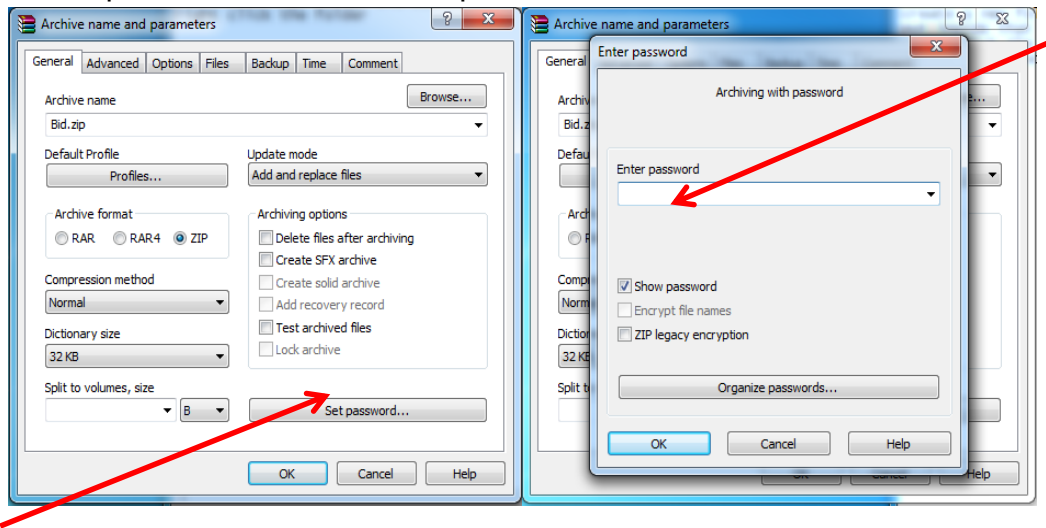 Archive name and parameters
General Advanced Options Files Backup Time Comment
Archive name
Browse...
Bid.zip
Default Profile
Update mode
Profiles...
Add and replace files
Archive format
Archiving options
RAR RAR4 ZIP
Delete files after archiving
Create SFX archive
Compression method
Create solid archive
Normal
Add recovery record
Dictionary size
Test archived files
32 KB
Lock archive
Split to volumes, size
B
Set password...
OK Cancel Help
Archive name and parameters
General
Enter password
Archiving with password
Enter password
Show password
Encrypt file names
ZIP legacy encryption
Organize passwords...
OK Cancel Help
32 KB
Split t
Help